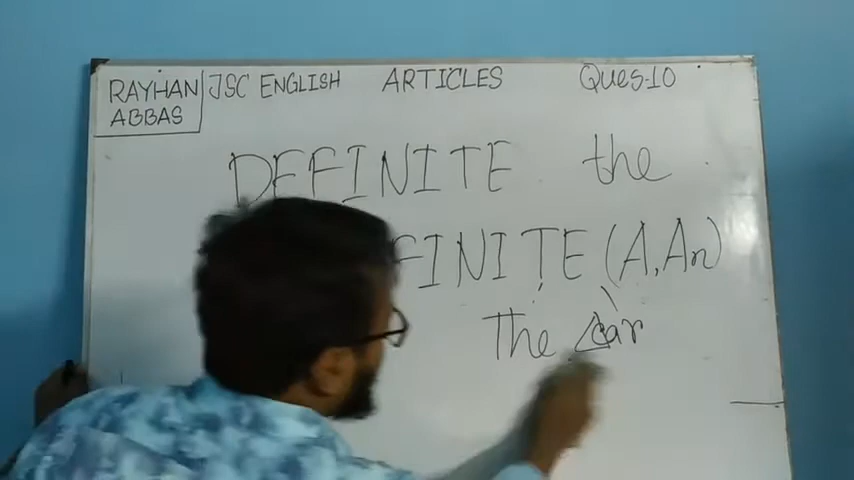 RAYHAN ABBAS JSC ENGLISH ARTICLES Ques-10
DEFINITE the
FINITE (A, An)
The car